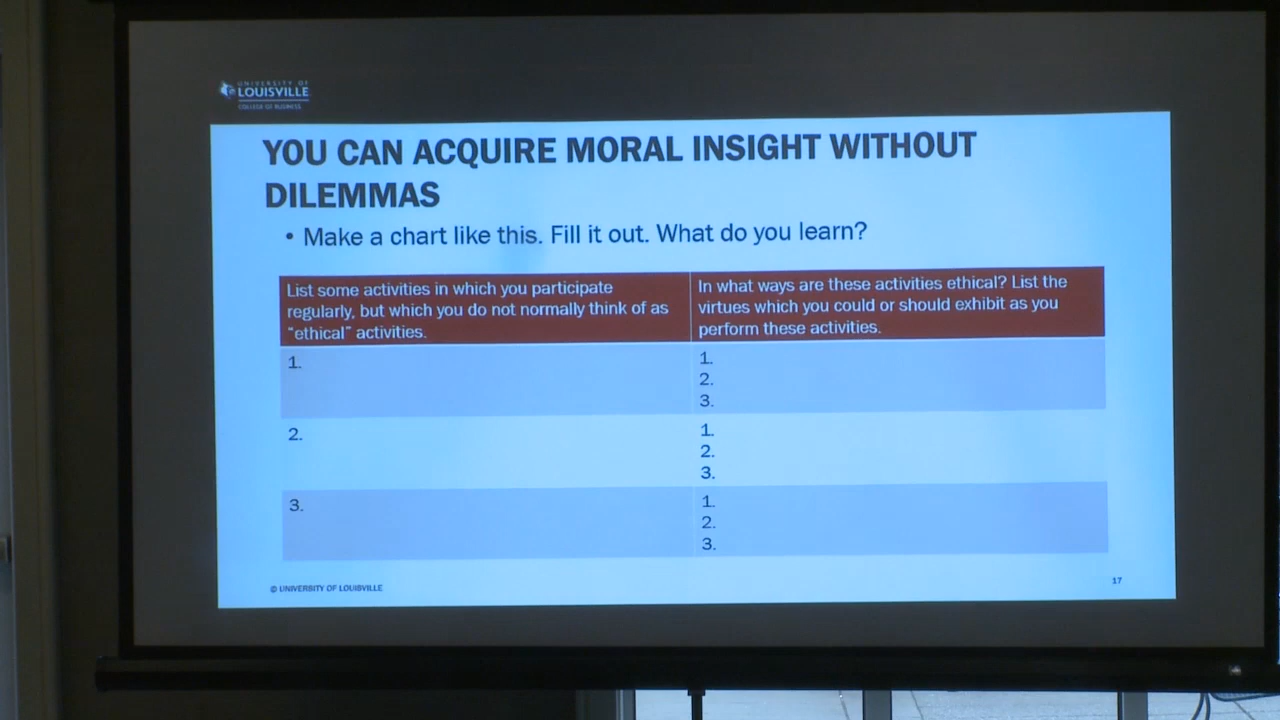 UNIVERSITY OF
LOUISVILLE
COLLEGE OF BUSINESS
YOU CAN ACQUIRE MORAL INSIGHT WITHOUT
DILEMMAS
• Make a chart like this. Fill it out. What do you learn?
List some activities in which you participate
regularly, but which you do not normally think of as
“ethical” activities.
In what ways are these activities ethical? List the
virtues which you could or should exhibit as you
perform these activities.
1.
1.
2.
3.
2.
1.
2.
3.
3.
1.
2.
3.
© UNIVERSITY OF LOUISVILLE
17